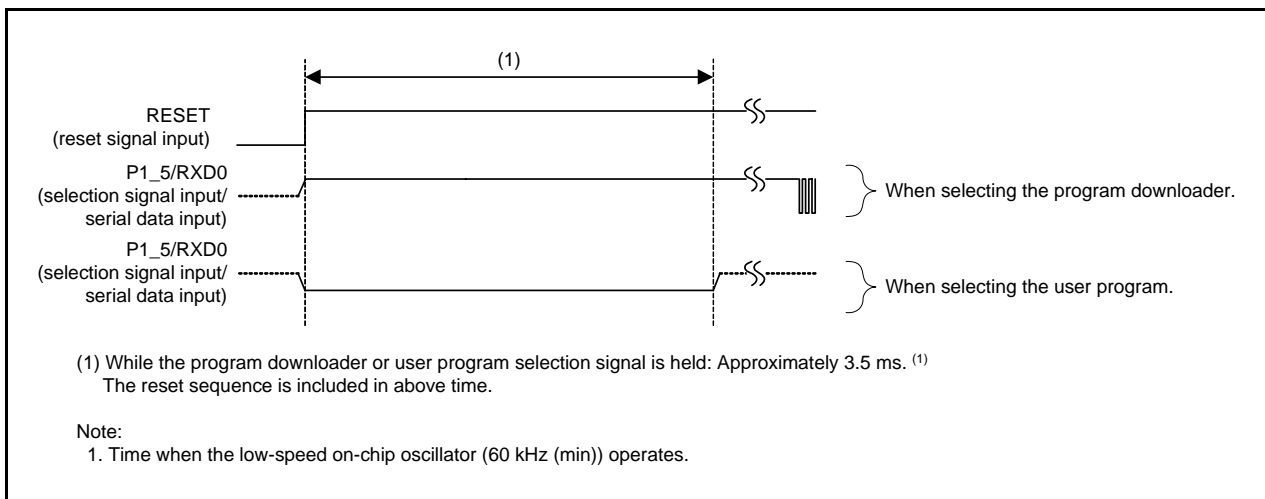 (1)
RESET
(reset signal input)
P1_5/RXD0
(selection signal input/
serial data input)
When selecting the program downloader.
P1_5/RXD0
(selection signal input/
serial data input)
When selecting the user program.
(1) While the program downloader or user program selection signal is held: Approximately 3.5 ms. (1)
The reset sequence is included in above time.
Note:
1. Time when the low-speed on-chip oscillator (60 kHz (min)) operates.